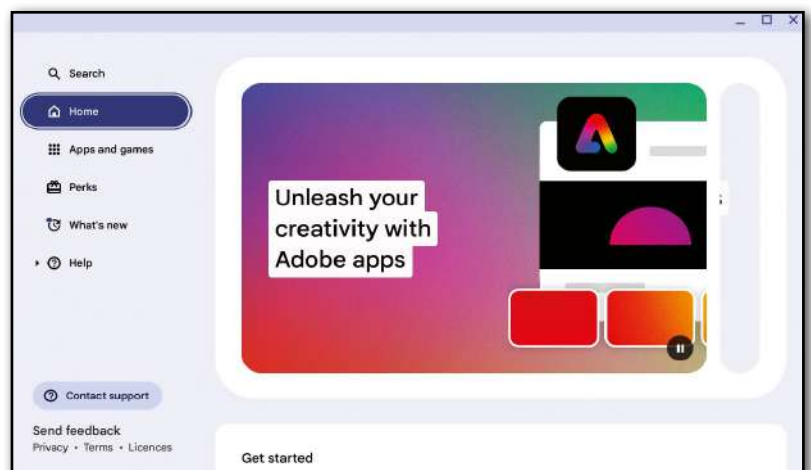 Search
Home
Apps and games
Perks
What's new
Help
Contact support
Send feedback
Privacy • Terms • Licences
Unleash your
creativity with
Adobe apps
s
Get started